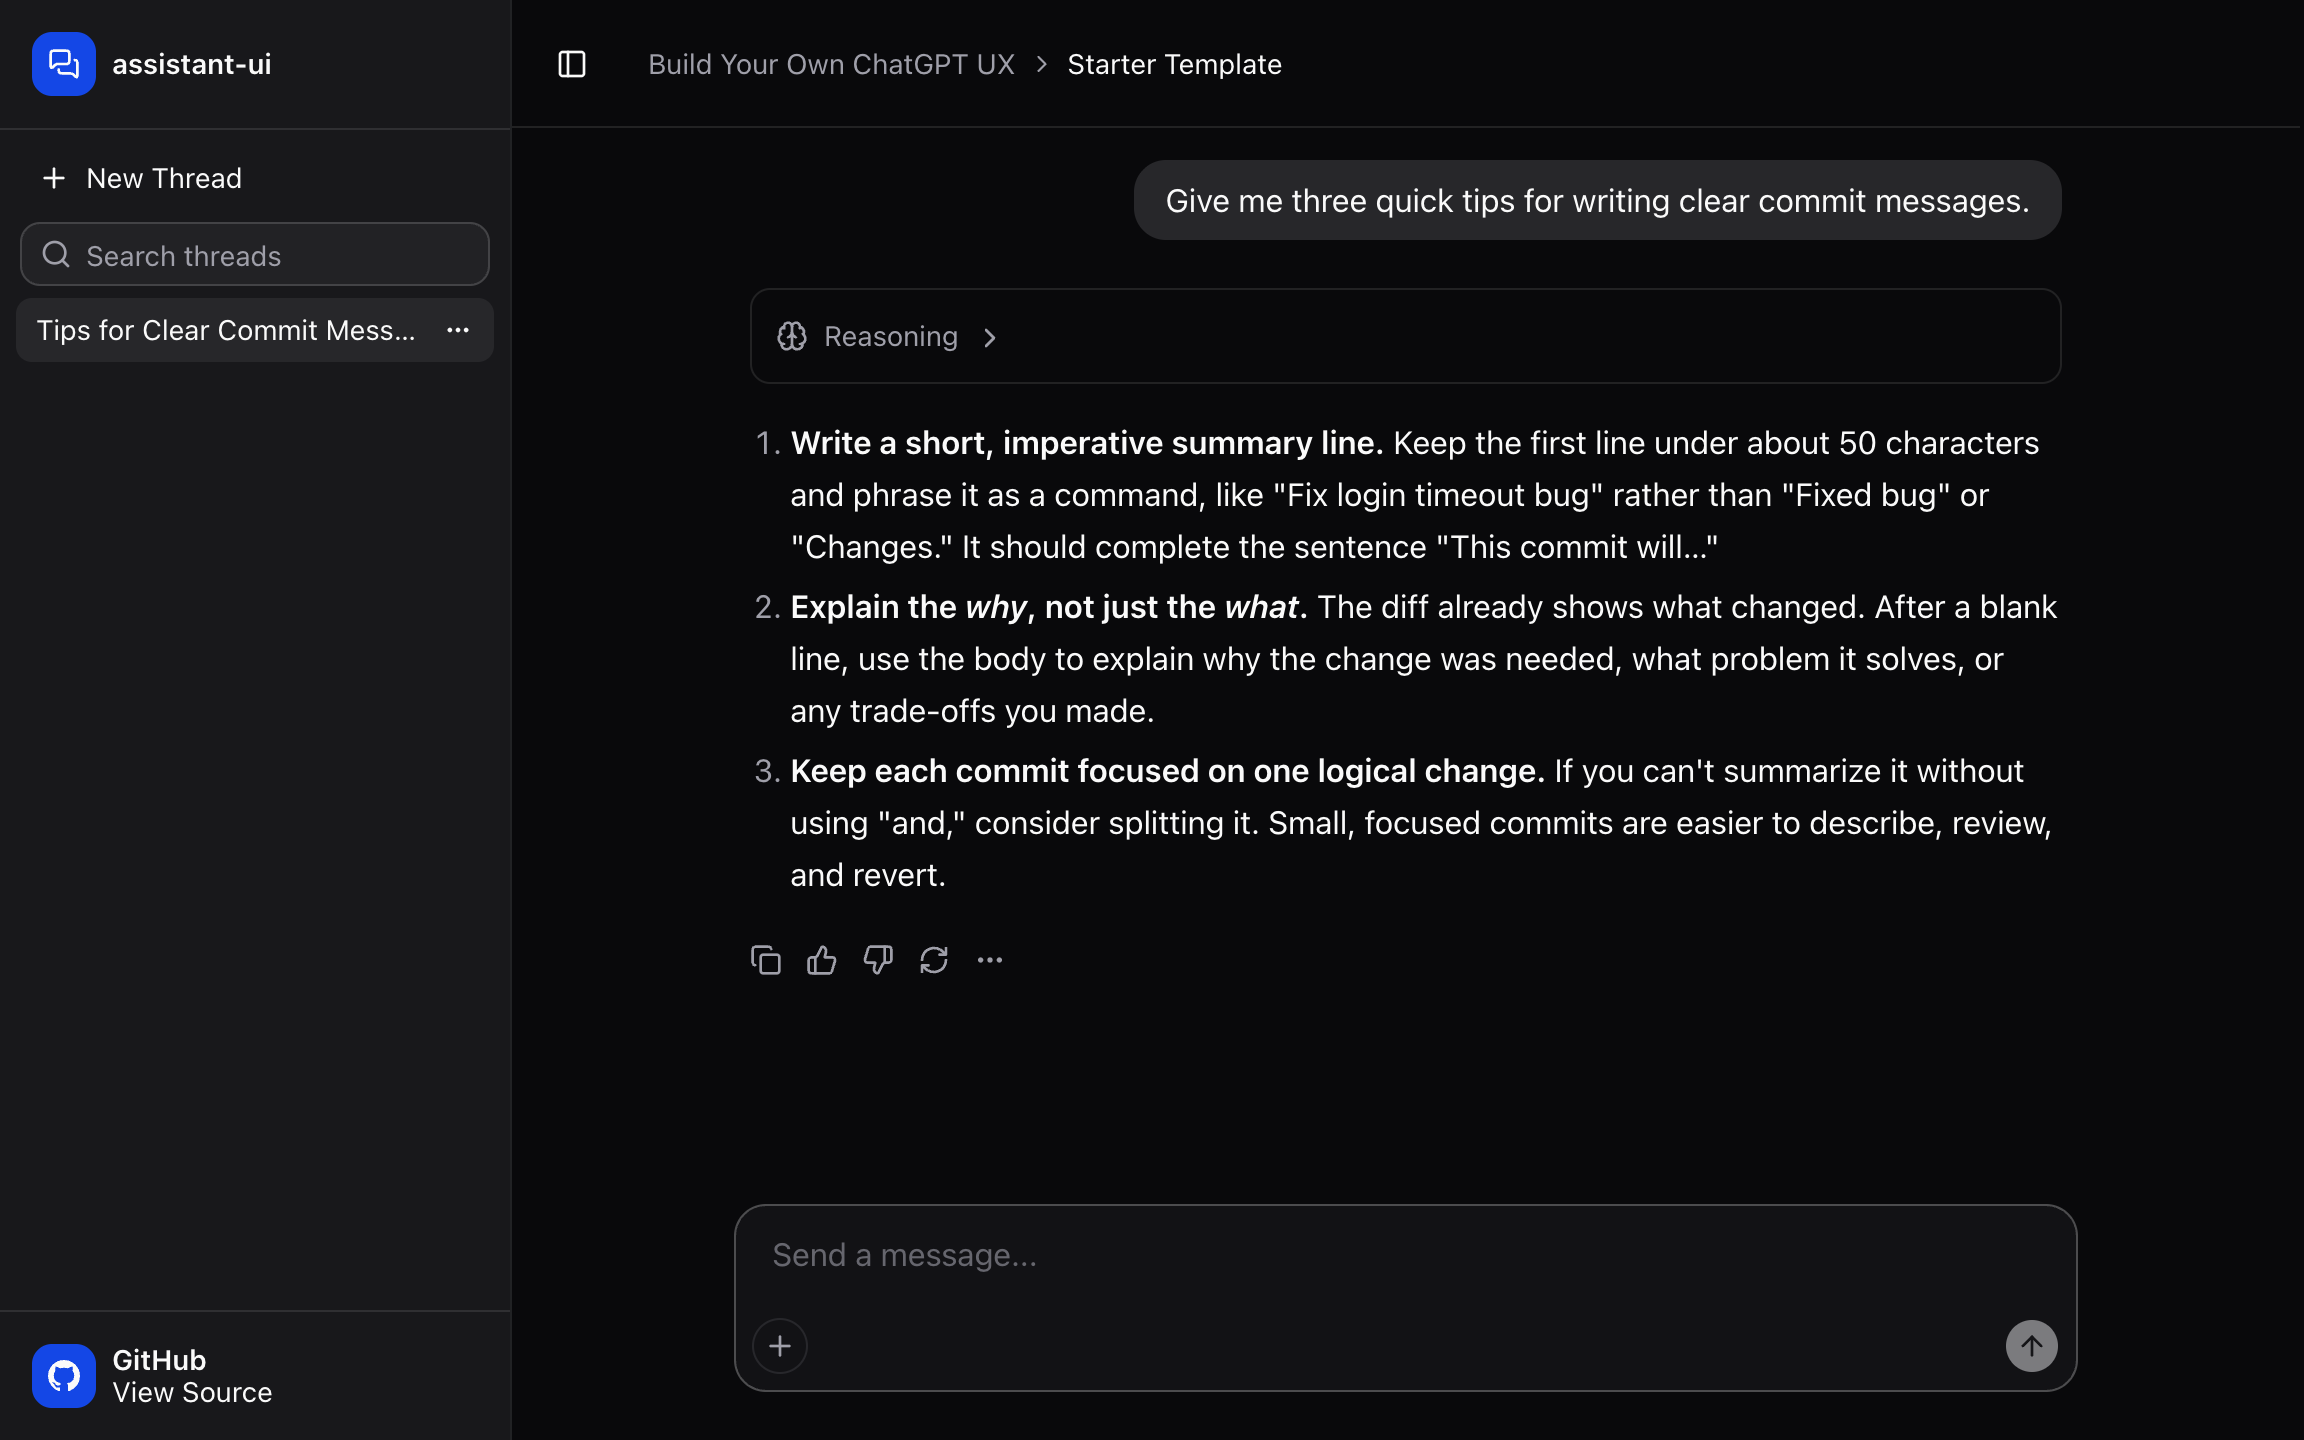 assistant-ui
New Thread
Search threads
Tips for Clear Commit Mess...
GitHub
View Source
Build Your Own ChatGPT UX > Starter Template
Give me three quick tips for writing clear commit messages.
Reasoning
1. Write a short, imperative summary line. Keep the first line under about 50 characters
and phrase it as a command, like "Fix login timeout bug" rather than "Fixed bug" or
"Changes." It should complete the sentence "This commit will..."
2. Explain the why, not just the what. The diff already shows what changed. After a blank
line, use the body to explain why the change was needed, what problem it solves, or
any trade-offs you made.
3. Keep each commit focused on one logical change. If you can't summarize it without
using "and," consider splitting it. Small, focused commits are easier to describe, review,
and revert.
Send a message...